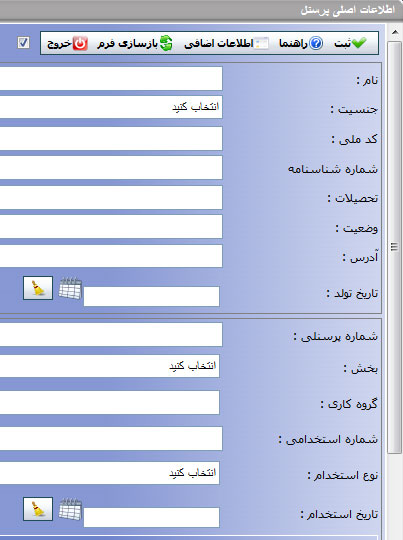 اطلاعات اصلی پرسنل
ثبت راهنما اطلاعات اضافی بازسازی فرم خروج
نام :
جنسیت : انتخاب کنید
کد ملی :
شماره شناسنامه
تحصیلات :
وضعیت :
آدرس :
تاریخ تولد :
شماره پرسنلی :
بخش : انتخاب کنید
گروه کاری :
شماره استخدامی :
نوع استخدام : انتخاب کنید
تاریخ استخدام :